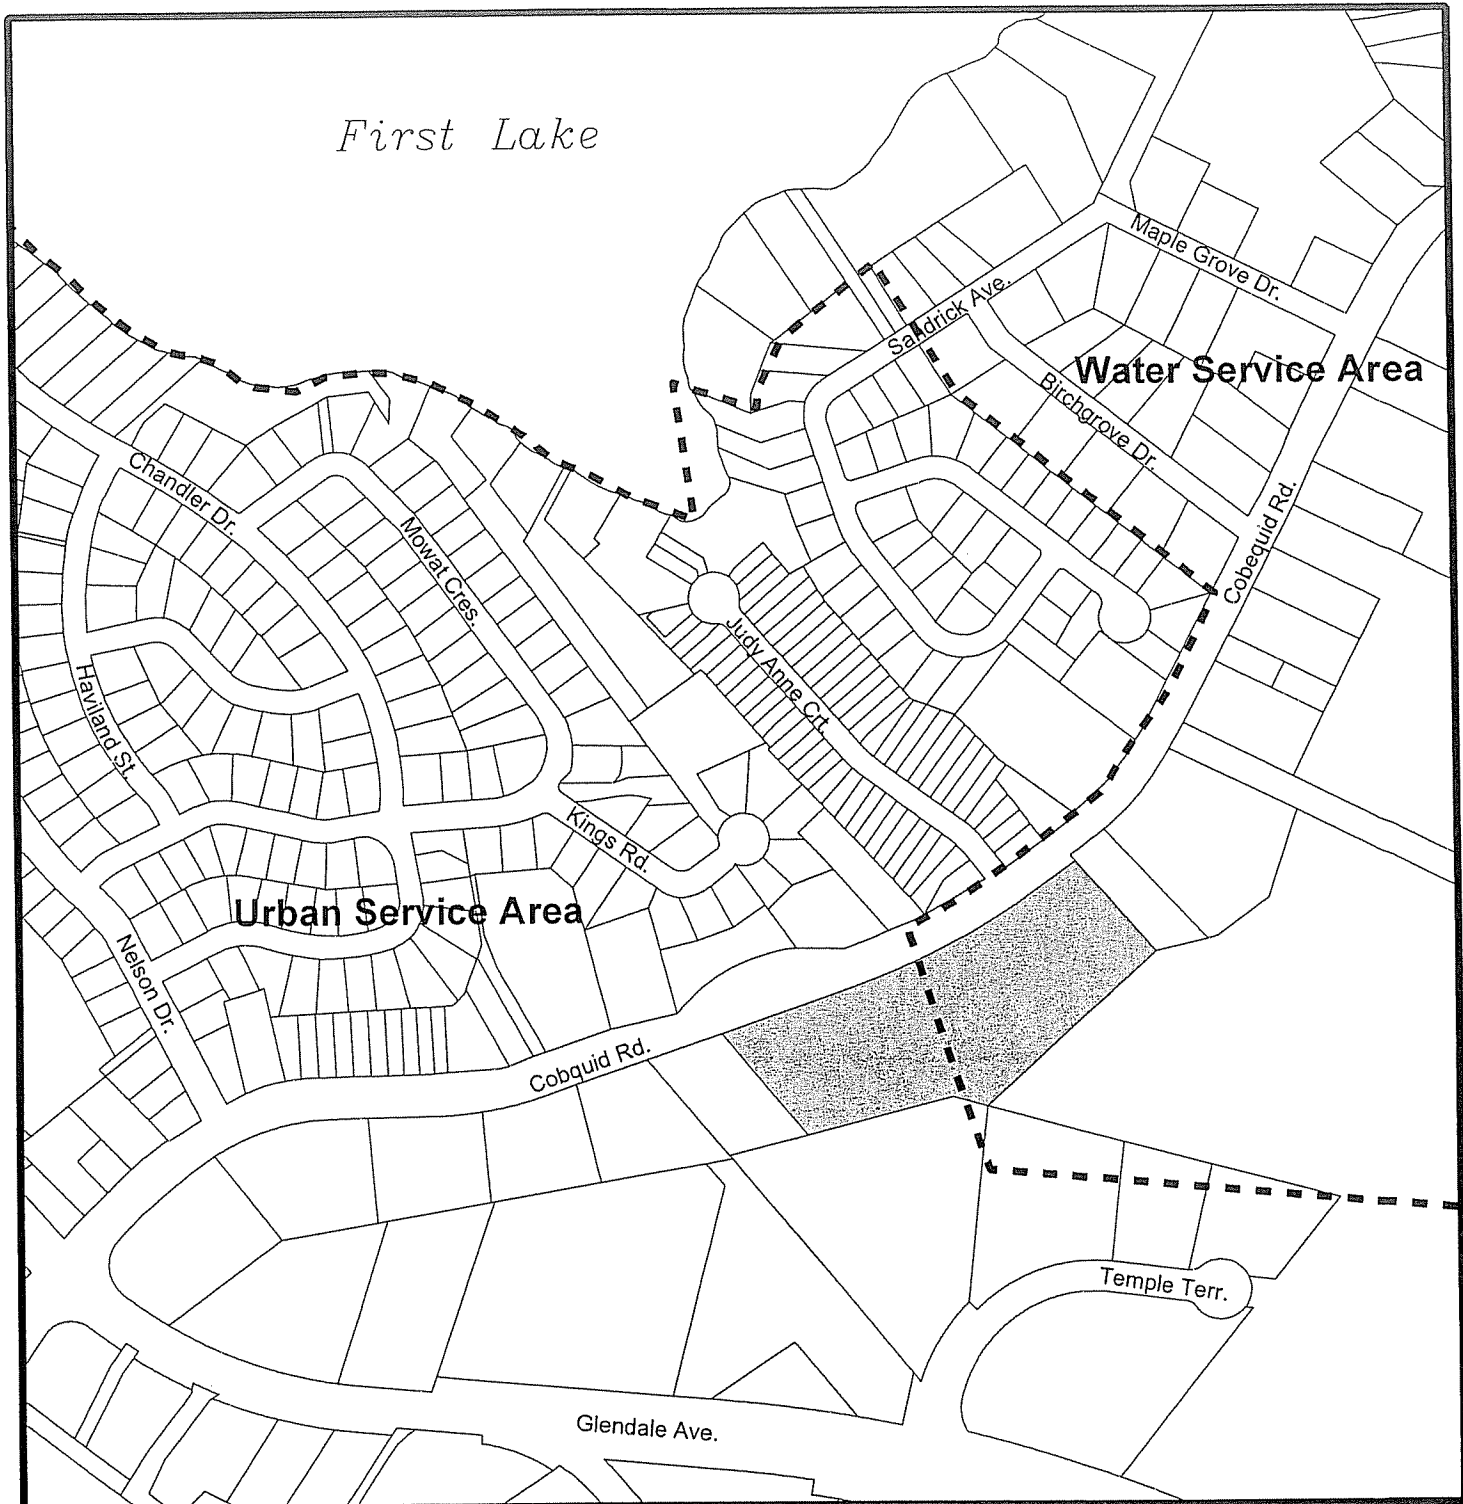 First Lake
Maple Grove Dr.
Sandrick Ave.
Water Service Area
Birchgrove Dr.
Chandler Dr.
Mowat Cres.
Cobequid Rd.
Judy Anne Crt.
Haviland St.
Kings Rd.
Urban Service Area
Nelson Dr.
Cobquid Rd.
Temple Terr.
Glendale Ave.